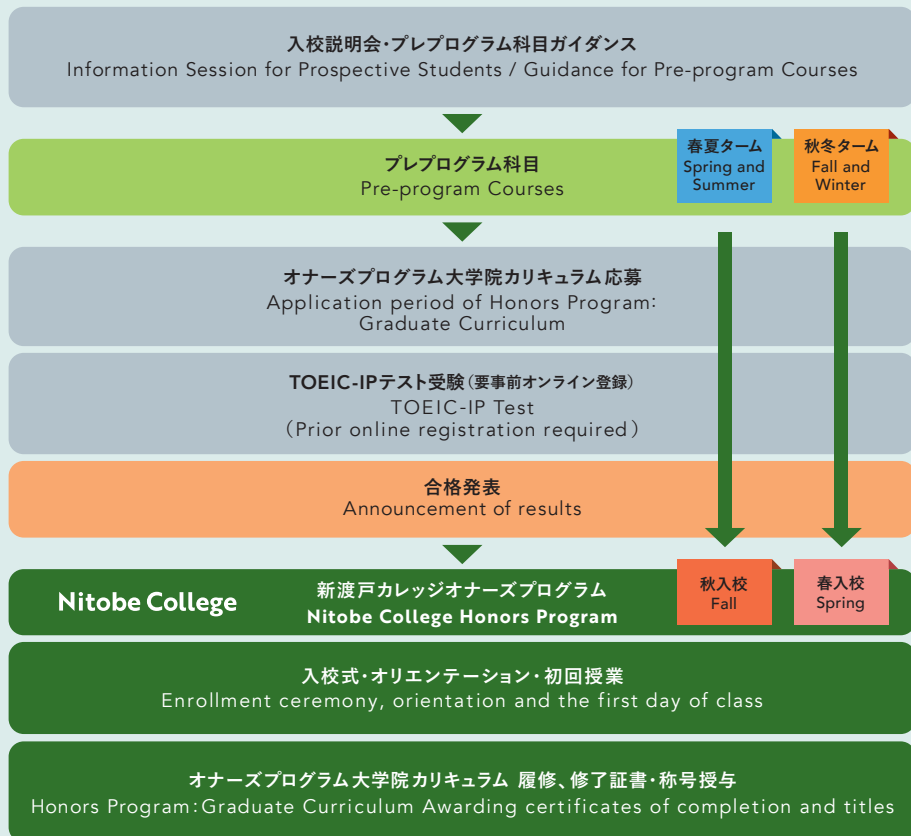 入校説明会・プレプログラム科目ガイダンス
Information Session for Prospective Students / Guidance for Pre-program Courses
プレプログラム科目
Pre-program Courses
春夏ターム
Spring and
Summer
秋冬ターム
Fall and
Winter
オナーズプログラム大学院カリキュラム応募
Application period of Honors Program:
Graduate Curriculum
TOEIC-IPテスト受験（要事前オンライン登録）
TOEIC-IP Test
（Prior online registration required）
合格発表
Announcement of results
Nitobe College
新渡戸カレッジオナーズプログラム
Nitobe College Honors Program
秋入校
Fall
春入校
Spring
入校式・オリエンテーション・初回授業
Enrollment ceremony, orientation and the first day of class
オナーズプログラム大学院カリキュラム 履修、修了証書・称号授与
Honors Program:Graduate Curriculum Awarding certificates of completion and titles